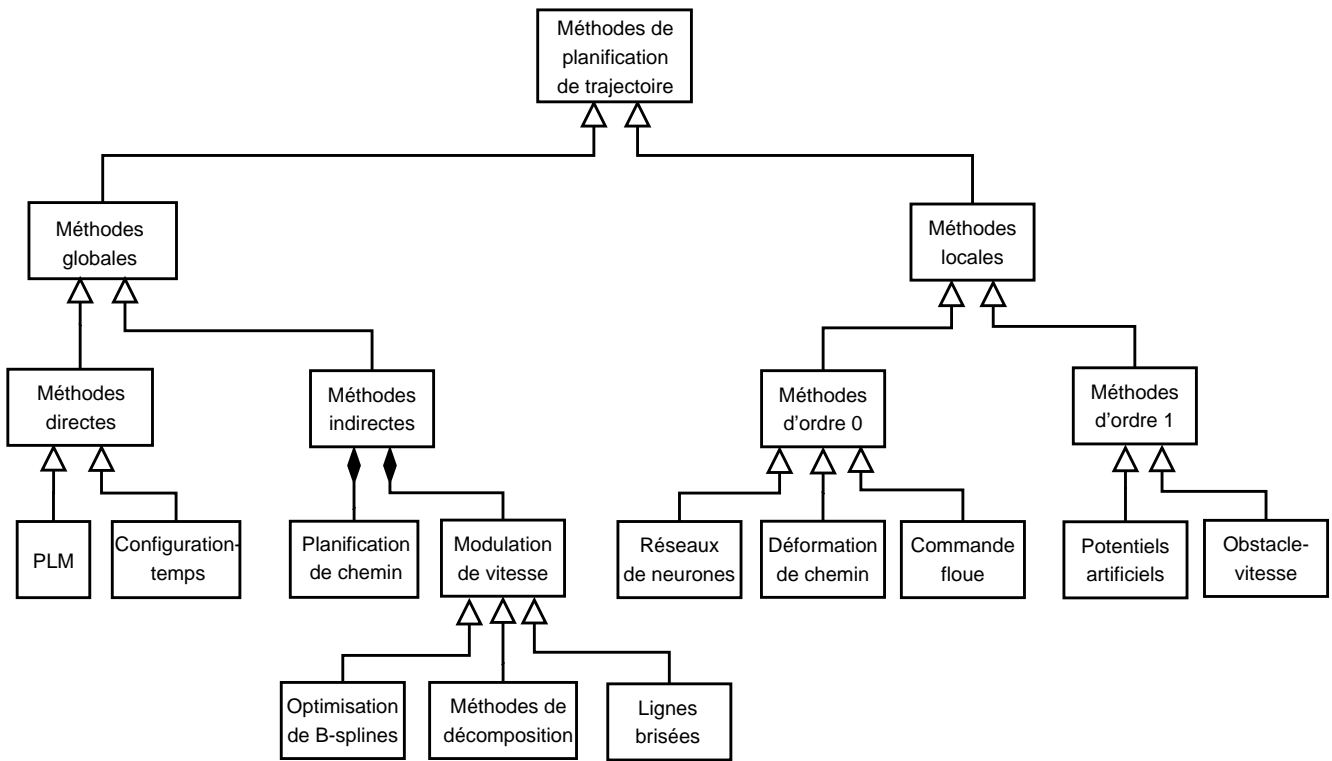 Méthodes de
planification
de trajectoire
Méthodes
globales
Méthodes
locales
Méthodes
directes
Méthodes
indirectes
Méthodes
d'ordre 0
Méthodes
d'ordre 1
PLM
Configuration-
temps
Planification
de chemin
Modulation
de vitesse
Réseaux
de neurones
Déformation
de chemin
Commande
floue
Potentiels
artificiels
Obstacle-
vitesse
Optimisation
de B-splines
Méthodes de
décomposition
Lignes
brisées